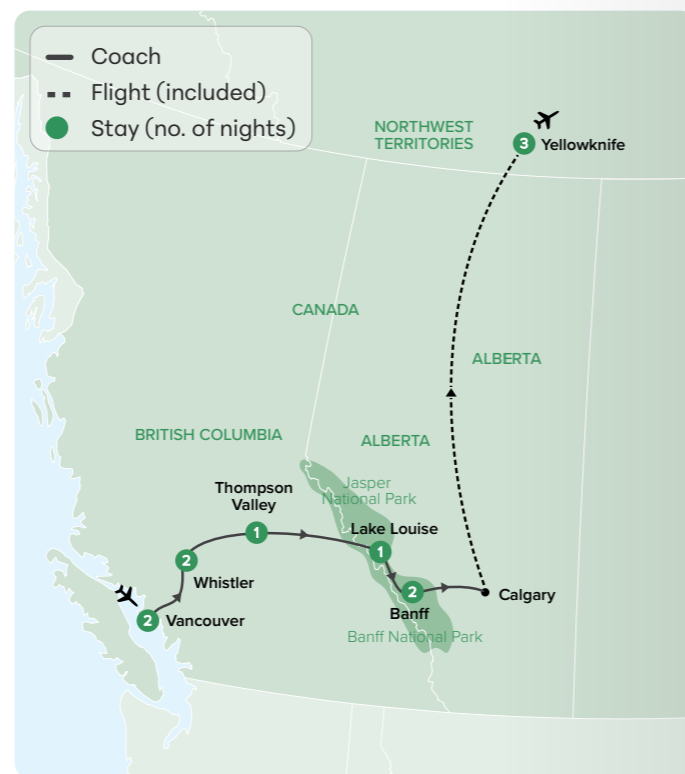 Coach
Flight (included)
Stay (no. of nights)
NORTHWEST
TERRITORIES
3 Yellowknife
CANADA
ALBERTA
BRITISH COLUMBIA
ALBERTA
Jasper
National Park
Thompson
Valley
1
Lake Louise
1
2
Whistler
2
Banff
Calgary
2 Vancouver
Banff National Park